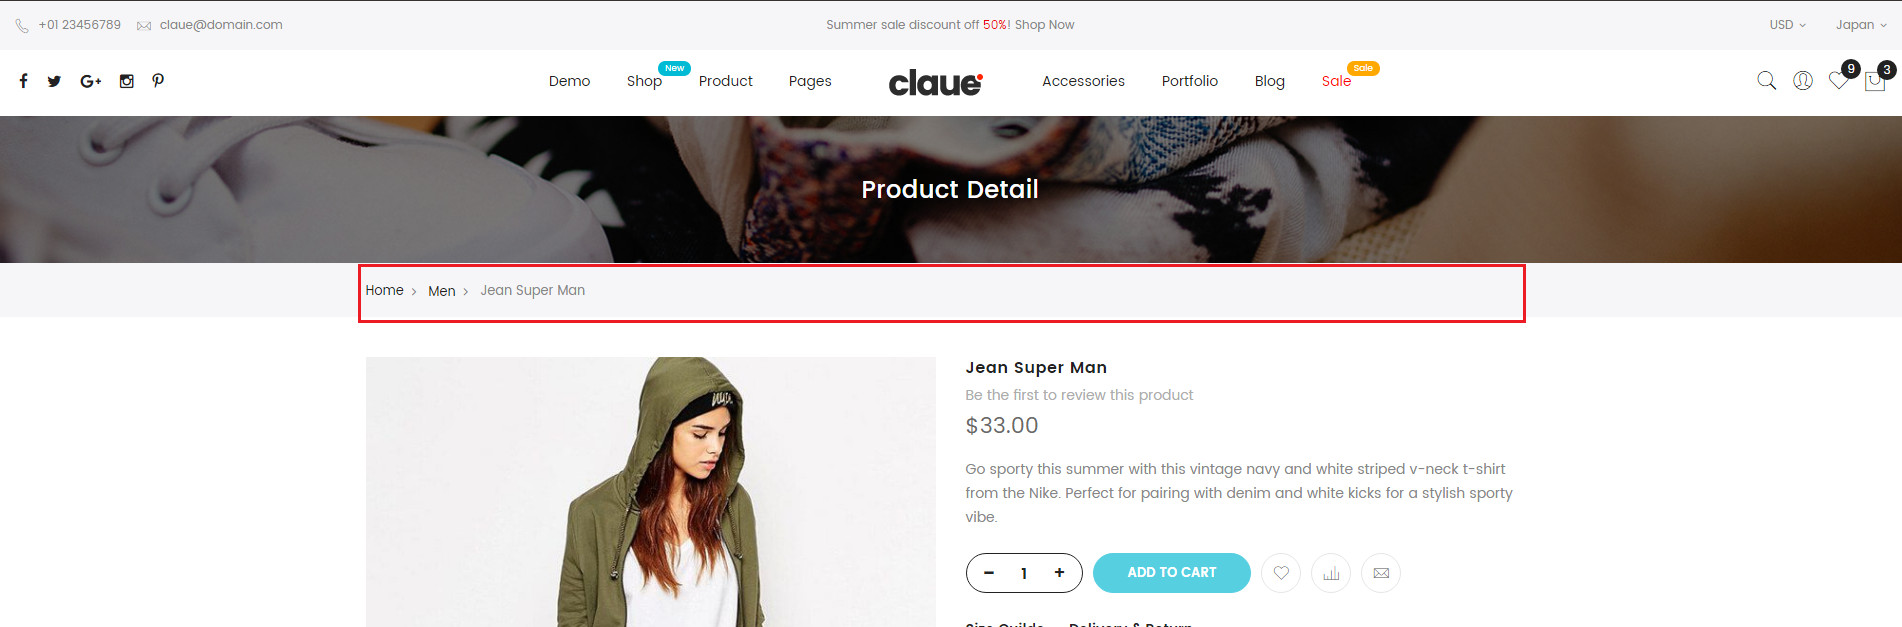 +01 23456789 claue@domain.com Summer sale discount off 50%! Shop Now USD Japan
Demo Shop New Product Pages claue Accessories Portfolio Blog Sale Sale 9 3
Product Detail
Home > Men > Jean Super Man
Jean Super Man
Be the first to review this product
$33.00
Go sporty this summer with this vintage navy and white striped v-neck t-shirt
from the Nike. Perfect for pairing with denim and white kicks for a stylish sporty
vibe.
- 1 + ADD TO CART
Size Guilde Delivery & Return